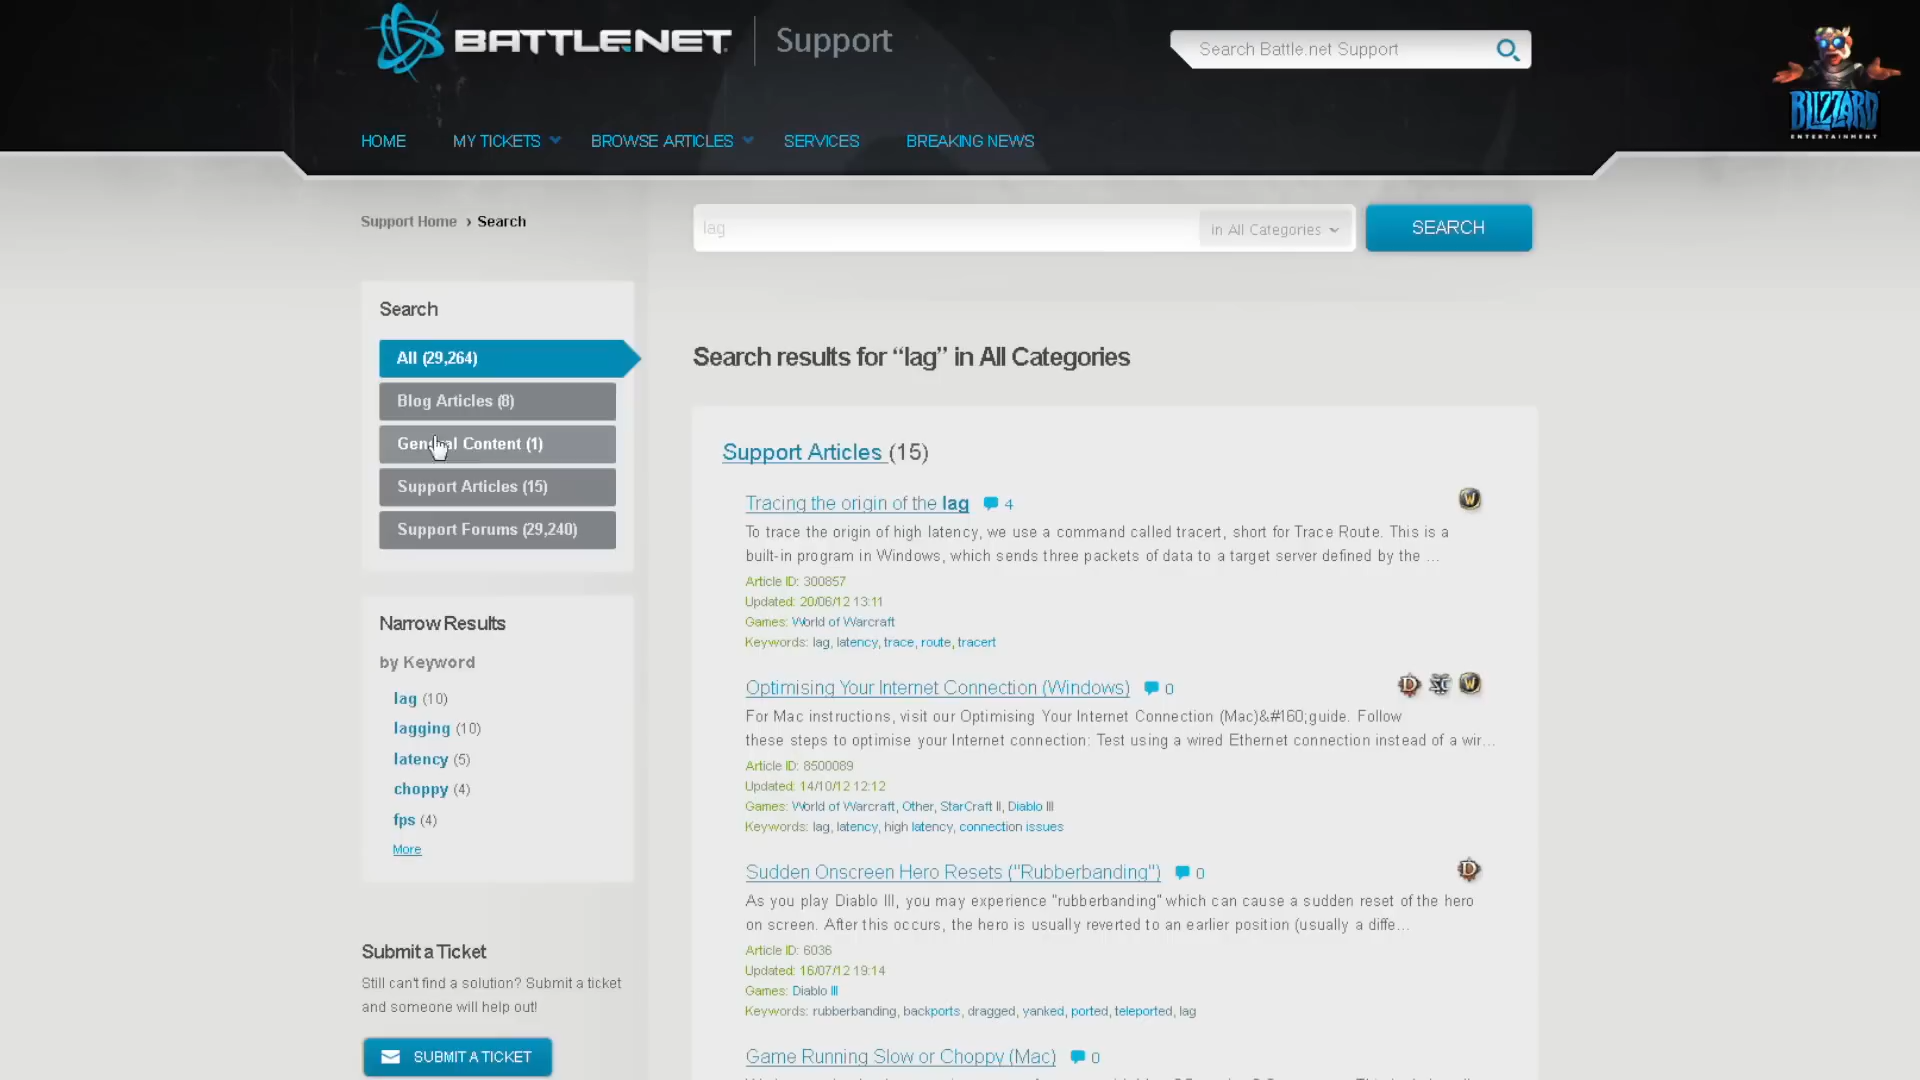 BATTLE.NET Support
Search Battle.net Support
BLIZZARD
ENTERTAINMENT
HOME MY TICKETS BROWSE ARTICLES SERVICES BREAKING NEWS
Support Home › Search
lag In All Categories SEARCH
Search
All (29,264)
Blog Articles (8)
General Content (1)
Support Articles (15)
Support Forums (29,240)
Narrow Results
by Keyword
lag (10)
lagging (10)
latency (5)
choppy (4)
fps (4)
More
Submit a Ticket
Still can't find a solution? Submit a ticket
and someone will help out!
SUBMIT A TICKET
Search results for “lag” in All Categories
Support Articles (15)
Tracing the origin of the lag 4
To trace the origin of high latency, we use a command called tracert, short for Trace Route. This is a
built-in program in Windows, which sends three packets of data to a target server defined by the ...
Article ID: 300857
Updated: 20/06/12 13:11
Games: World of Warcraft
Keywords: lag, latency, trace, route, tracert
Optimising Your Internet Connection (Windows) 0
For Mac instructions, visit our Optimising Your Internet Connection (Mac)&#160;guide. Follow
these steps to optimise your Internet connection: Test using a wired Ethernet connection instead of a wir...
Article ID: 8500089
Updated: 14/10/12 12:12
Games: World of Warcraft, Other, StarCraft II, Diablo III
Keywords: lag, latency, high latency, connection issues
Sudden Onscreen Hero Resets ("Rubberbanding") 0
As you play Diablo III, you may experience "rubberbanding" which can cause a sudden reset of the hero
on screen. After this occurs, the hero is usually reverted to an earlier position (usually a diffe...
Article ID: 6036
Updated: 16/07/12 19:14
Games: Diablo III
Keywords: rubberbanding, backports, dragged, yanked, ported, teleported, lag
Game Running Slow or Choppy (Mac) 0